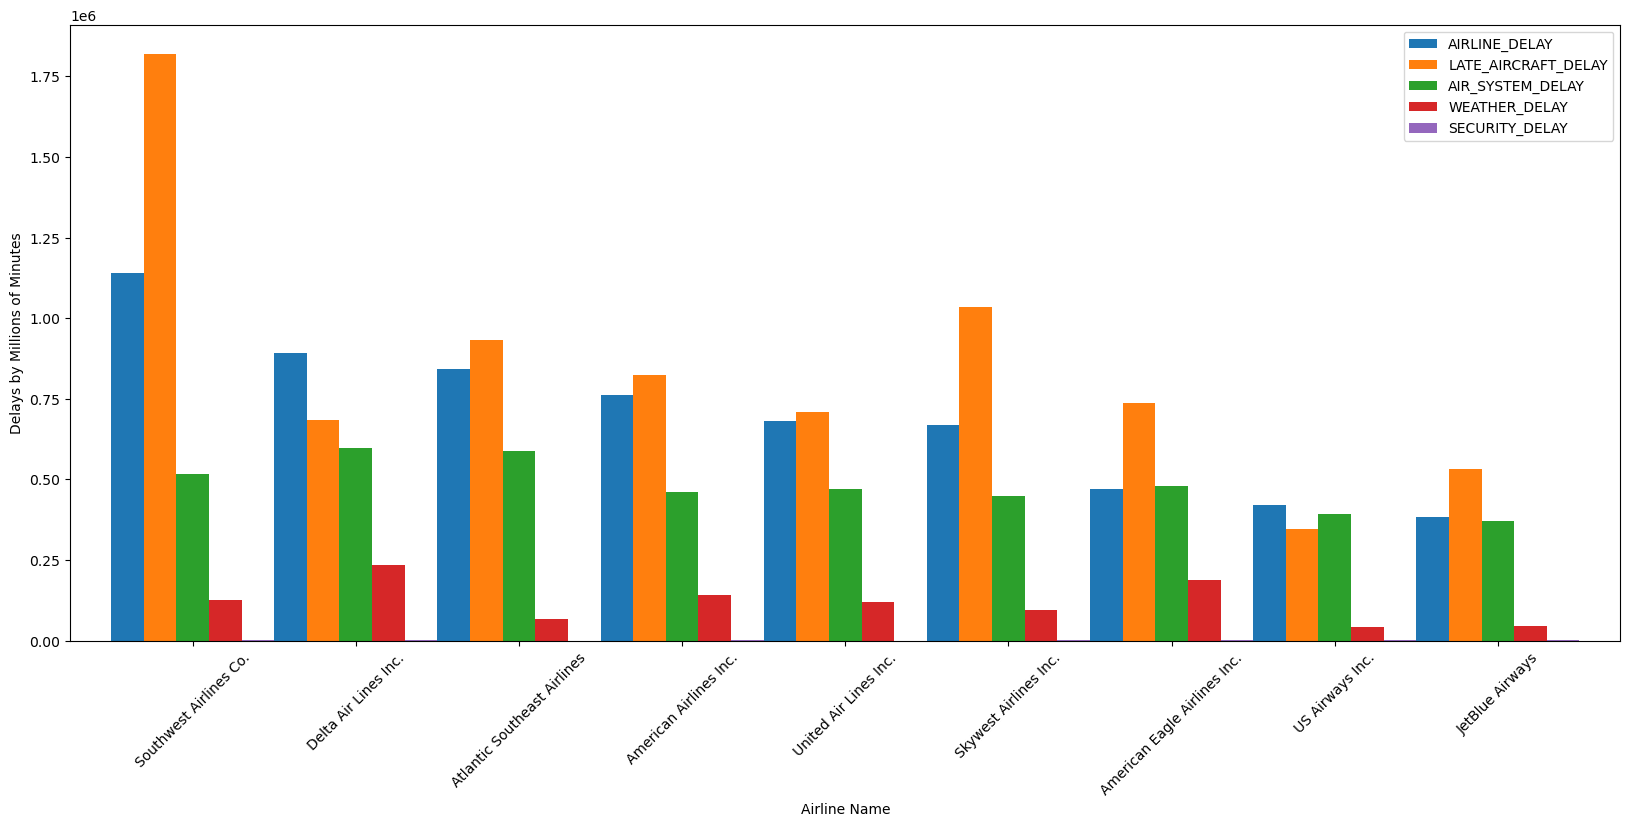 1e6
1.75
1.50
1.25
1.00
0.75
0.50
0.25
0.00
Delays by Millions of Minutes
AIRLINE_DELAY
LATE_AIRCRAFT_DELAY
AIR_SYSTEM_DELAY
WEATHER_DELAY
SECURITY_DELAY
Southwest Airlines Co.
Delta Air Lines Inc.
Atlantic Southeast Airlines
American Airlines Inc.
United Air Lines Inc.
Skywest Airlines Inc.
American Eagle Airlines Inc.
US Airways Inc.
JetBlue Airways
Airline Name